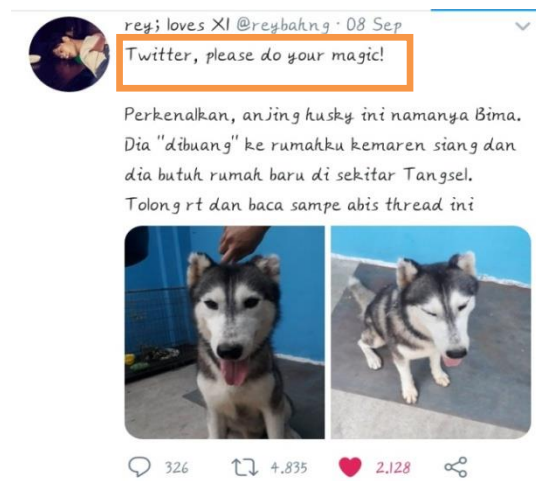 rey; loves X1 @reybahng · 08 Sep
Twitter, please do your magic!
Perkenalkan, anjing husky ini namanya Bima.
Dia "dibuang" ke rumahku kemaren siang dan
dia butuh rumah baru di sekitar Tangsel.
Tolong rt dan baca sampe abis thread ini
326 4.835 2.128